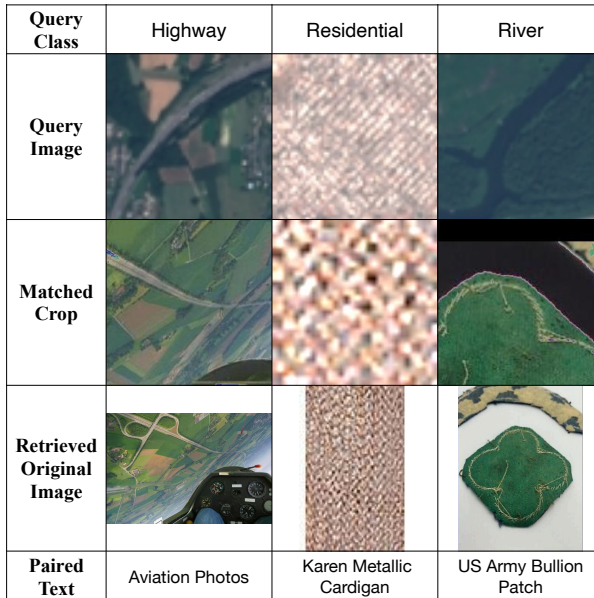 Query Class
Highway
Residential
River
Query Image
Matched Crop
Retrieved Original Image
Paired Text
Aviation Photos
Karen Metallic Cardigan
US Army Bullion Patch